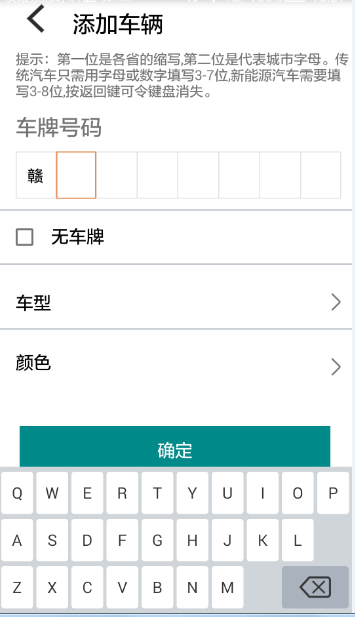 添加车辆
提示：第一位是各省的缩写,第二位是代表城市字母。传
统汽车只需用字母或数字填写3-7位,新能源汽车需要填
写3-8位,按返回键可令键盘消失。
车牌号码
赣
无车牌
车型
颜色
确定
Q W E R T Y U I O P
A S D F G H J K L
Z X C V B N M